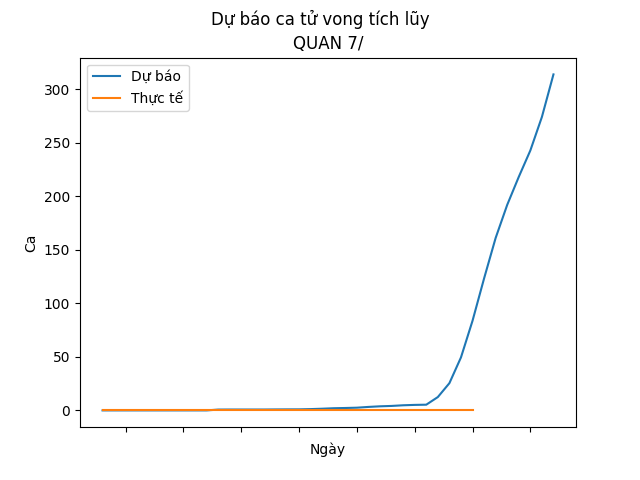 Dự báo ca tử vong tích lũy
QUAN 7/
Dự báo
Thực tế
300
250
200
150
100
50
0
Ca
Ngày